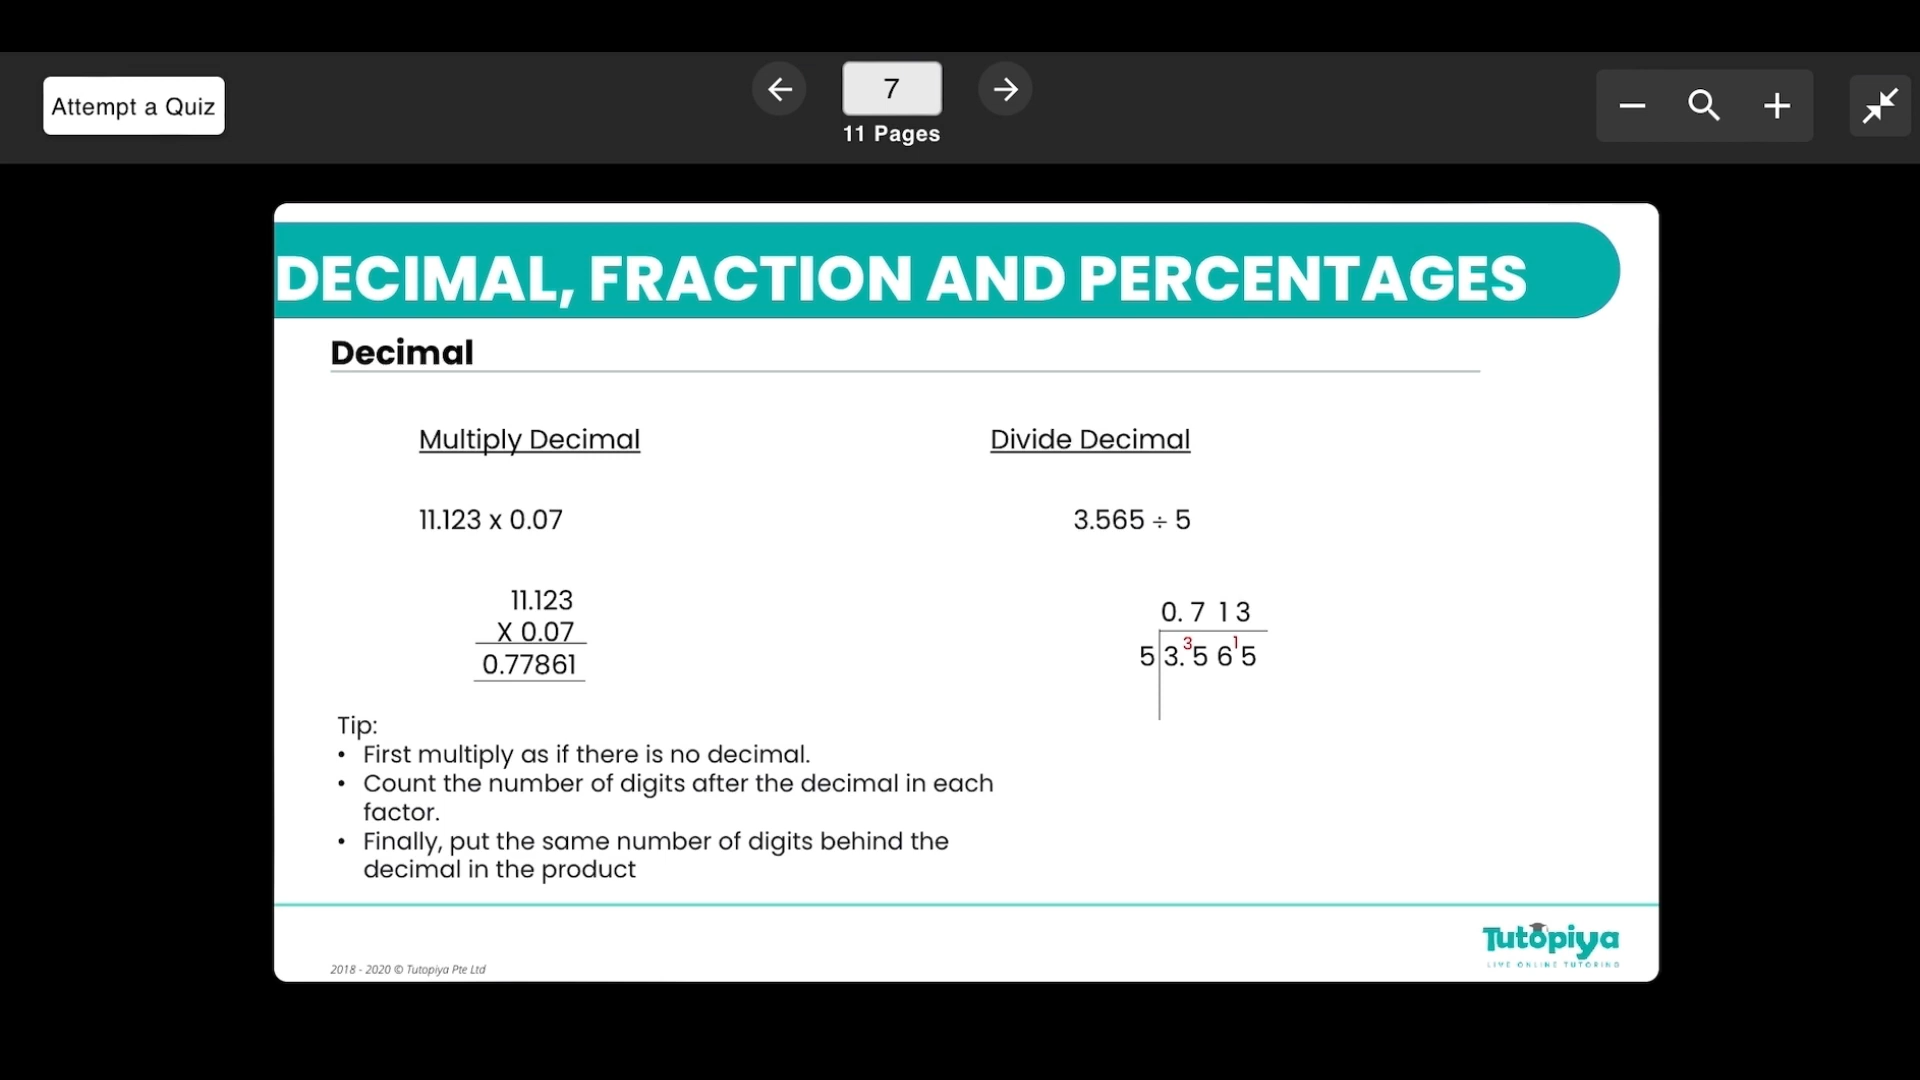 Attempt a Quiz
7
11 Pages
DECIMAL, FRACTION AND PERCENTAGES
Decimal
Multiply Decimal
11.123 x 0.07
11.123
X 0.07
0.77861
Tip:
• First multiply as if there is no decimal.
• Count the number of digits after the decimal in each
factor.
• Finally, put the same number of digits behind the
decimal in the product
Divide Decimal
3.565 ÷ 5
0. 7 1 3
5 3. 3 5 6 1 5
2018 - 2020 © Tutopiya Pte Ltd
Tutopiya
LIVE ONLINE TUTORING